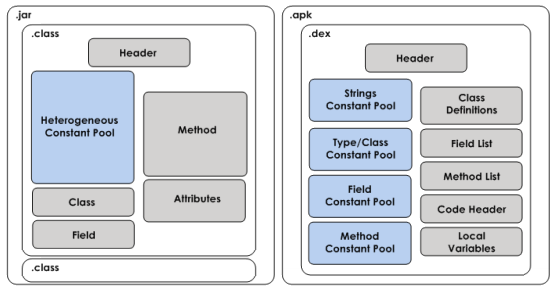 .jar
.class
Header
Heterogeneous
Constant Pool
Method
Class
Attributes
Field
.class
.apk
.dex
Header
Strings
Constant Pool
Class
Definitions
Type/Class
Constant Pool
Field List
Field
Constant Pool
Method List
Code Header
Method
Constant Pool
Local
Variables